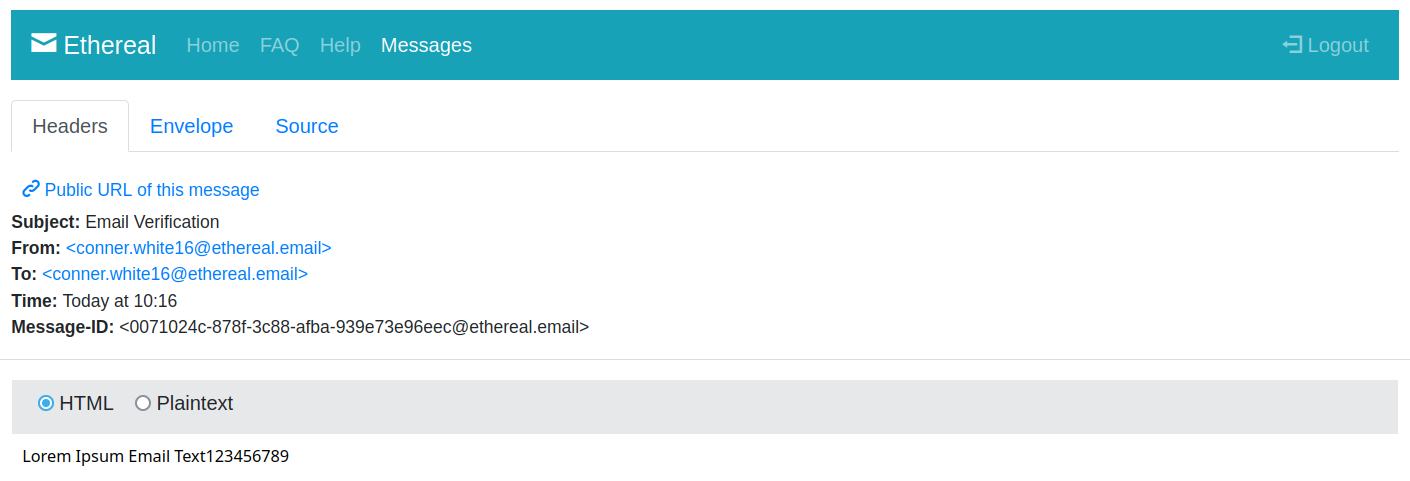 Ethereal Home FAQ Help Messages Logout
Headers Envelope Source
Public URL of this message
Subject: Email Verification
From: <conner.white16@ethereal.email>
To: <conner.white16@ethereal.email>
Time: Today at 10:16
Message-ID: <0071024c-878f-3c88-afba-939e73e96eec@ethereal.email>
HTML Plaintext
Lorem Ipsum Email Text123456789